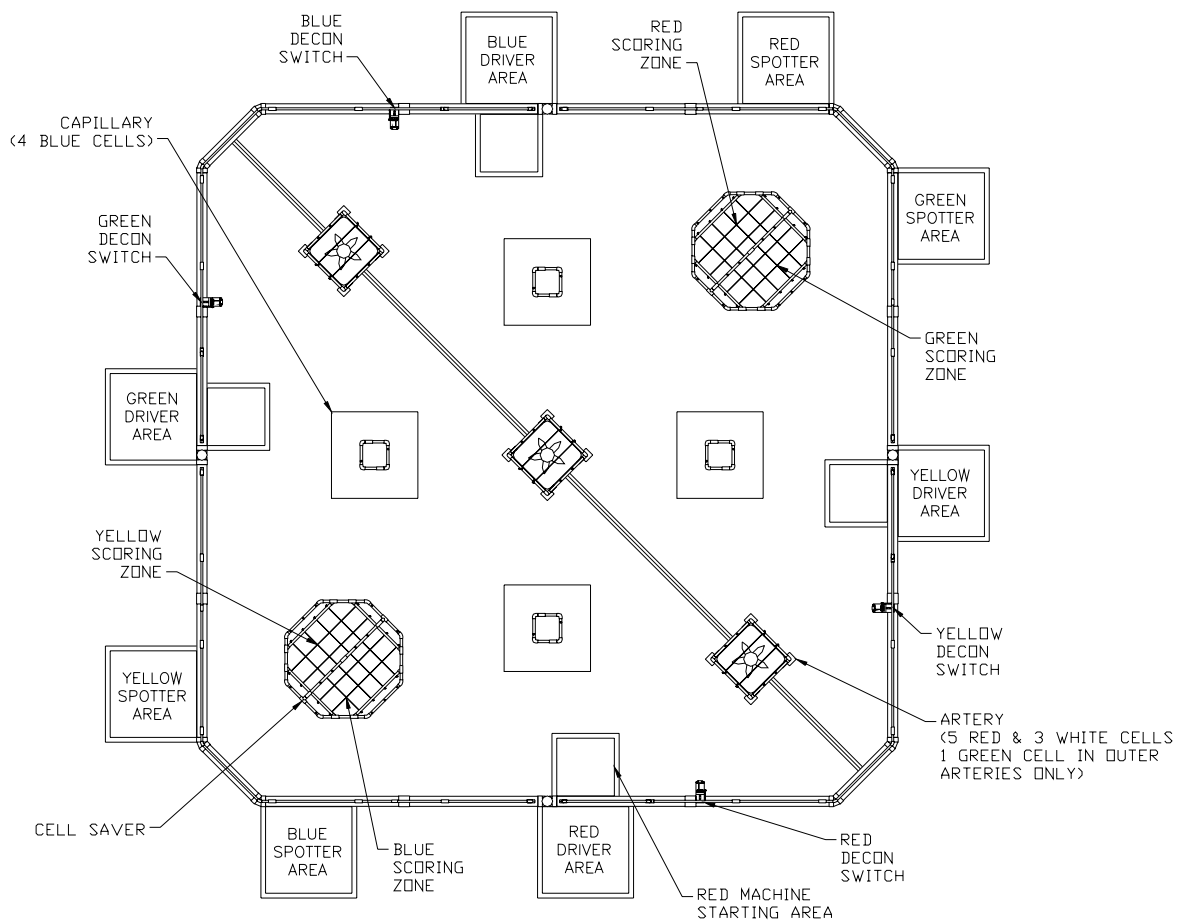 BLUE
DECON
SWITCH
BLUE
DRIVER
AREA
RED
SCORING
ZONE
RED
SPOTTER
AREA
CAPILLARY
(4 BLUE CELLS)
GREEN
DECON
SWITCH
GREEN
SPOTTER
AREA
GREEN
SCORING
ZONE
GREEN
DRIVER
AREA
YELLOW
DRIVER
AREA
YELLOW
SCORING
ZONE
YELLOW
DECON
SWITCH
YELLOW
SPOTTER
AREA
ARTERY
(5 RED & 3 WHITE CELLS
1 GREEN CELL IN OUTER
ARTERIES ONLY)
CELL SAVER
BLUE
SPOTTER
AREA
BLUE
SCORING
ZONE
RED
DRIVER
AREA
RED
DECON
SWITCH
RED MACHINE
STARTING AREA